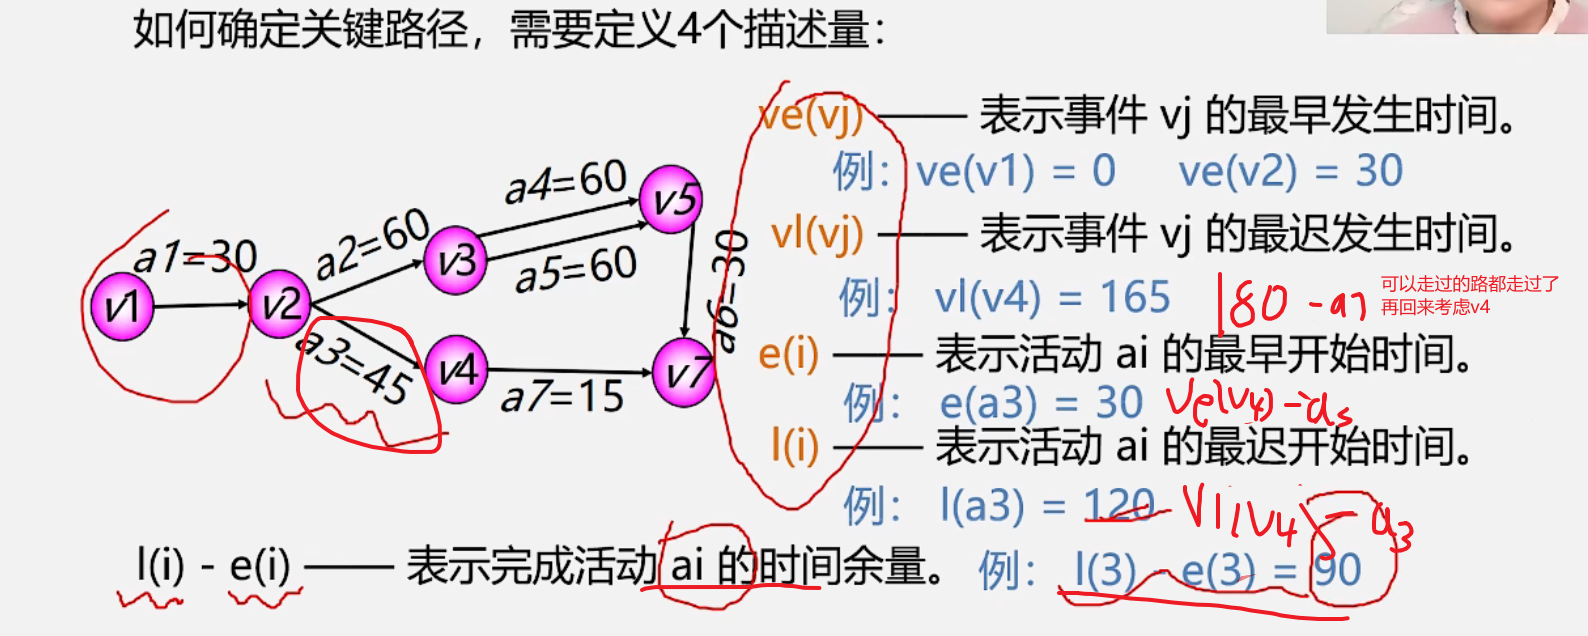 如何确定关键路径，需要定义4个描述量：
ve(vj) —— 表示事件 vj 的最早发生时间。
例： ve(v1) = 0 ve(v2) = 30
vl(vj) —— 表示事件 vj 的最迟发生时间。
例： vl(v4) = 165
180 - a7
可以走过的路都走过了
再回来考虑v4
e(i) —— 表示活动 ai 的最早开始时间。
例： e(a3) = 30
ve(v4) - a3
l(i) —— 表示活动 ai 的最迟开始时间。
例： l(a3) = 120
vl(v4) - a3
l(i) - e(i) —— 表示完成活动 ai 的时间余量。
例： l(3) - e(3) = 90
a1=30
a2=60
a3=45
a4=60
a5=60
a6=30
a7=15
v1
v2
v3
v4
v5
v7